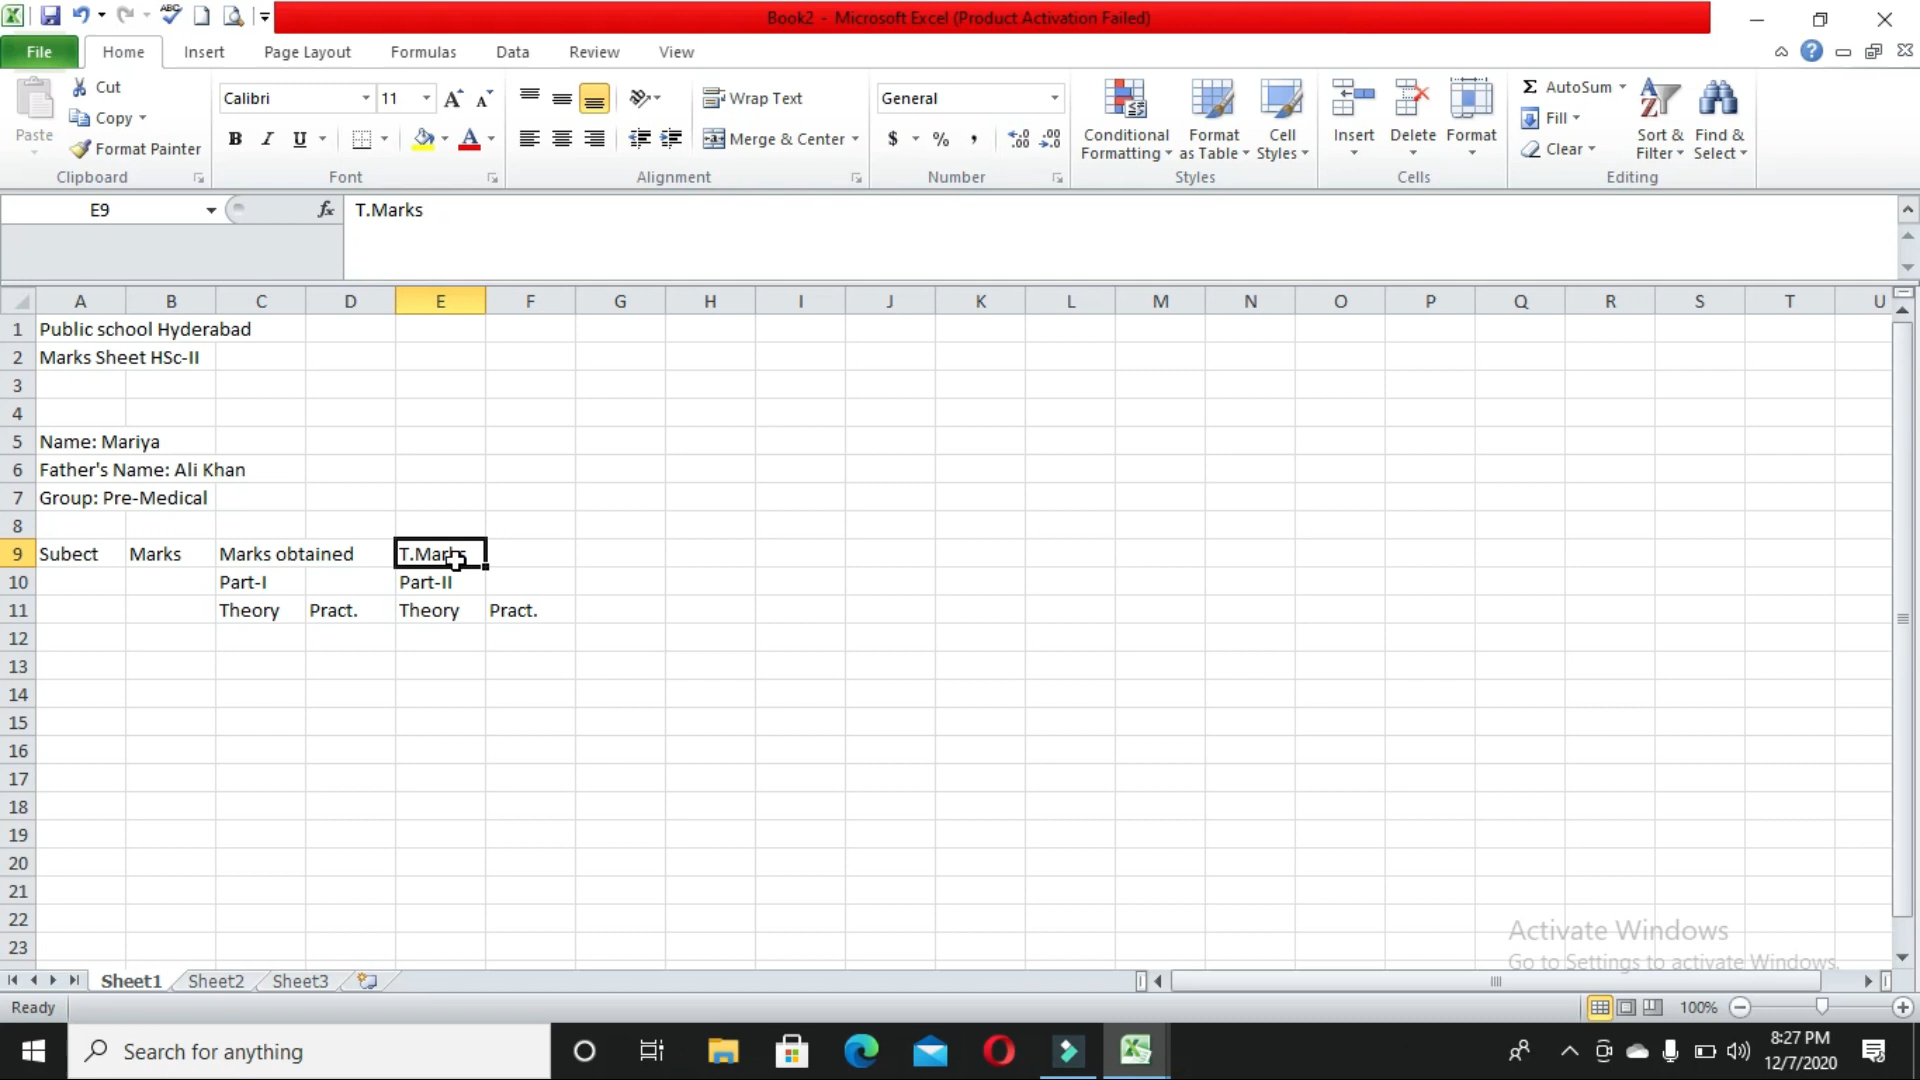 Book2 - Microsoft Excel (Product Activation Failed)
File Home Insert Page Layout Formulas Data Review View
Paste
Cut
Copy
Format Painter
Clipboard
Calibri 11
B I U A
Font
Wrap Text
Merge & Center
Alignment
General
$ % ,
Number
Conditional Formatting
Format as Table
Cell Styles
Styles
Insert Delete Format
Cells
Σ AutoSum
Fill
Clear
Sort & Filter
Find & Select
Editing
E9 fx T.Marks
A B C D E F G H I J K L M N O P Q R S T U
1 Public school Hyderabad
2 Marks Sheet HSc-II
3
4
5 Name: Mariya
6 Father's Name: Ali Khan
7 Group: Pre-Medical
8
9 Subect Marks Marks obtained T.Marks
10 Part-I Part-II
11 Theory Pract. Theory Pract.
12
13
14
15
16
17
18
19
20
21
22
23
Activate Windows
Go to Settings to activate Windows.
Sheet1 Sheet2 Sheet3
Ready 100%
Search for anything
8:27 PM
12/7/2020